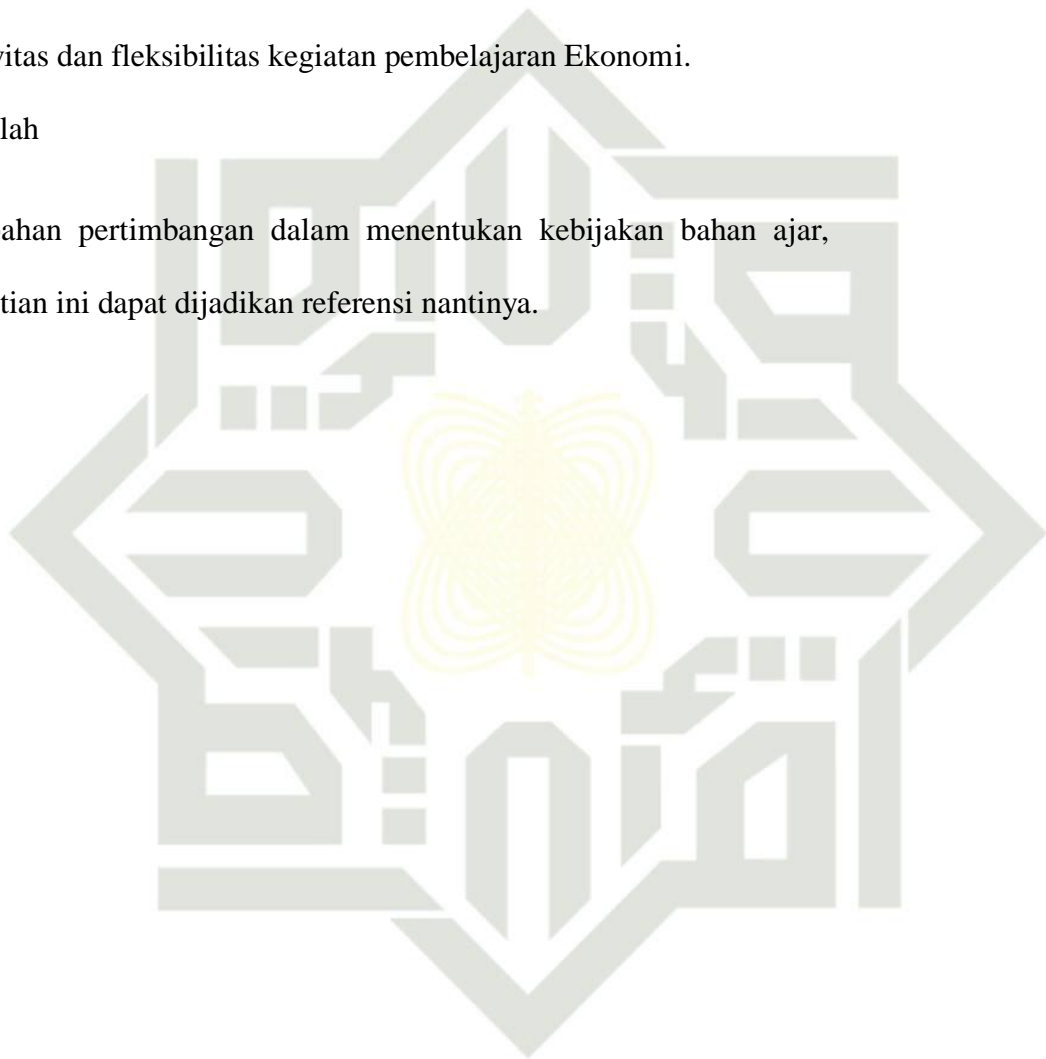 vitas dan fleksibilitas kegiatan pembelajaran Ekonomi.
lah
ahan pertimbangan dalam menentukan kebijakan bahan ajar,
tian ini dapat dijadikan referensi nantinya.